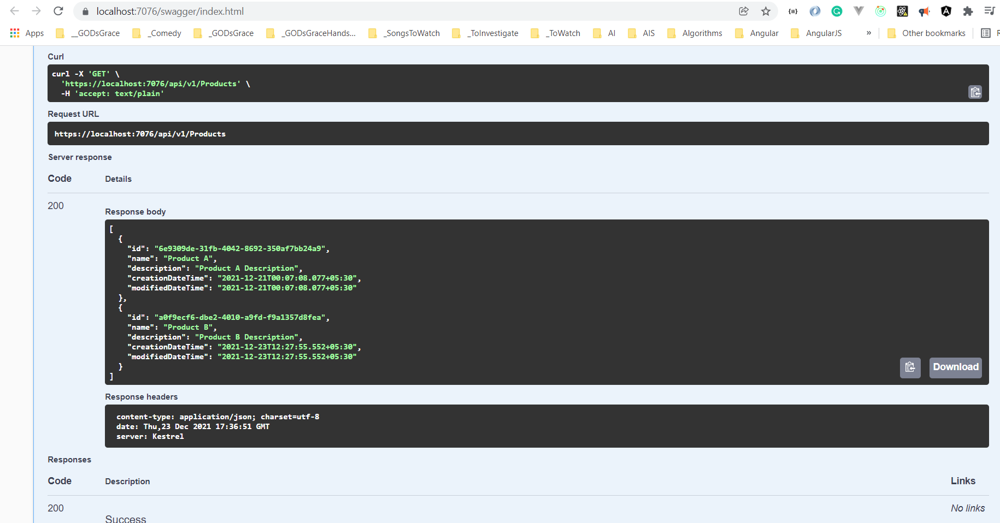 localhost:7076/swagger/index.html
Apps __GODsGrace _Comedy _GODsGrace _GODsGraceHands... _SongsToWatch _ToInvestigate _ToWatch AI AIS Algorithms Angular AngularJS » Other bookmarks R
Curl
curl -X 'GET' \
'https://localhost:7076/api/v1/Products' \
-H 'accept: text/plain'
Request URL
https://localhost:7076/api/v1/Products
Server response
Code Details
200
Response body
[
{
"id": "6e9309de-31fb-4042-8692-350af7bb24a9",
"name": "Product A",
"description": "Product A Description",
"creationDateTime": "2021-12-21T00:07:08.077+05:30",
"modifiedDateTime": "2021-12-21T00:07:08.077+05:30"
},
{
"id": "a0f9ecf6-dbe2-4010-a9fd-f9a1357d8fea",
"name": "Product B",
"description": "Product B Description",
"creationDateTime": "2021-12-23T12:27:55.552+05:30",
"modifiedDateTime": "2021-12-23T12:27:55.552+05:30"
}
]
Download
Response headers
content-type: application/json; charset=utf-8
date: Thu,23 Dec 2021 17:36:51 GMT
server: Kestrel
Responses
Code Description Links
200 No links
Success